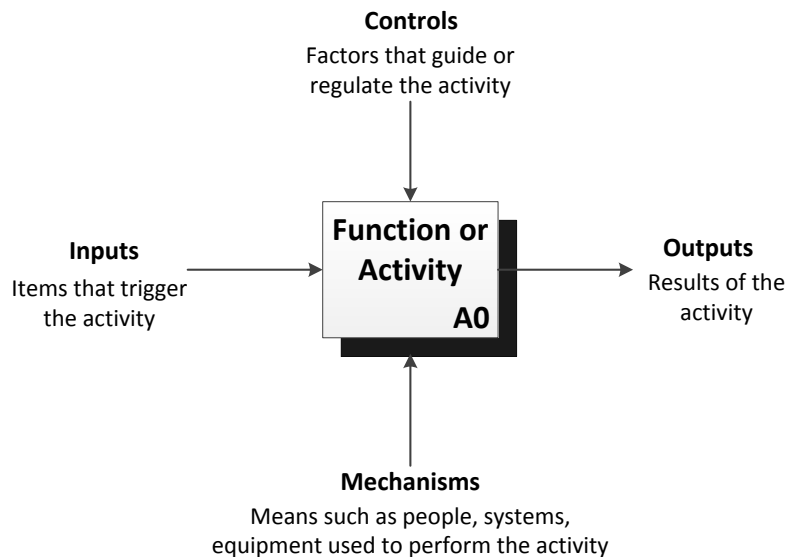 Controls
Factors that guide or
regulate the activity
Inputs
Items that trigger
the activity
Function or
Activity
A0
Outputs
Results of the
activity
Mechanisms
Means such as people, systems,
equipment used to perform the activity